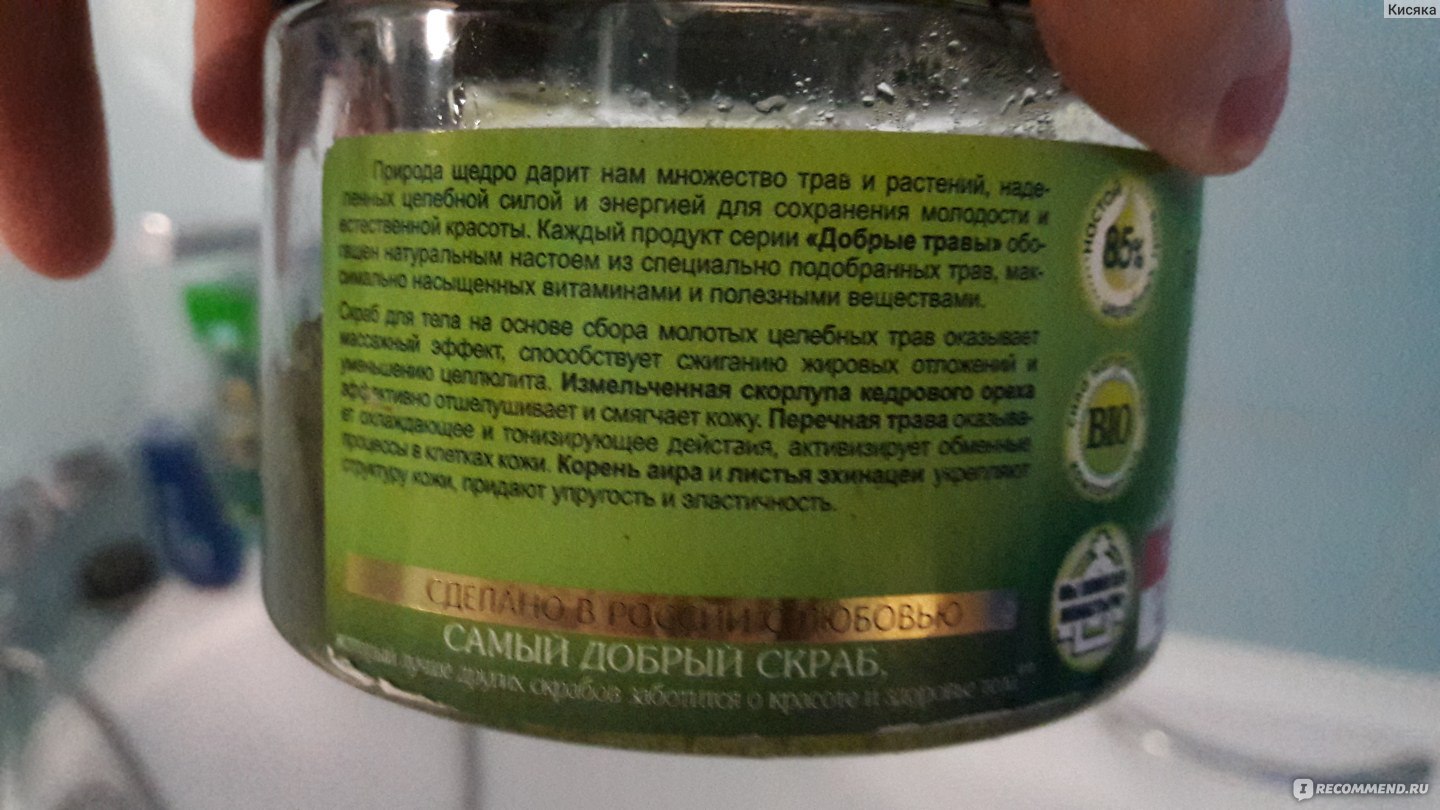 Кисяка
Природа щедро дарит нам множество трав и растений, наде-
ленных целебной силой и энергией для сохранения молодости и
естественной красоты. Каждый продукт серии «Добрые травы» обо-
гащен натуральным настоем из специально подобранных трав, мак-
симально насыщенных витаминами и полезными веществами.
Скраб для тела на основе сбора молотых целебных трав оказывает
массажный эффект, способствует сжиганию жировых отложений и
уменьшению целлюлита. Измельченная скорлупа кедрового ореха
эффективно отшелушивает и смягчает кожу. Перечная трава оказыва-
ет охлаждающее и тонизирующее действия, активизирует обменные
процессы в клетках кожи. Корень аира и листья эхинацеи укрепляют
структуру кожи, придают упругость и эластичность.
НАСТОЙ
85%
BIO
СДЕЛАНО В РОССИИ С ЛЮБОВЬЮ
САМЫЙ ДОБРЫЙ СКРАБ,
который лучше других скрабов заботится о красоте и здоровье тела
IRECOMMEND.RU